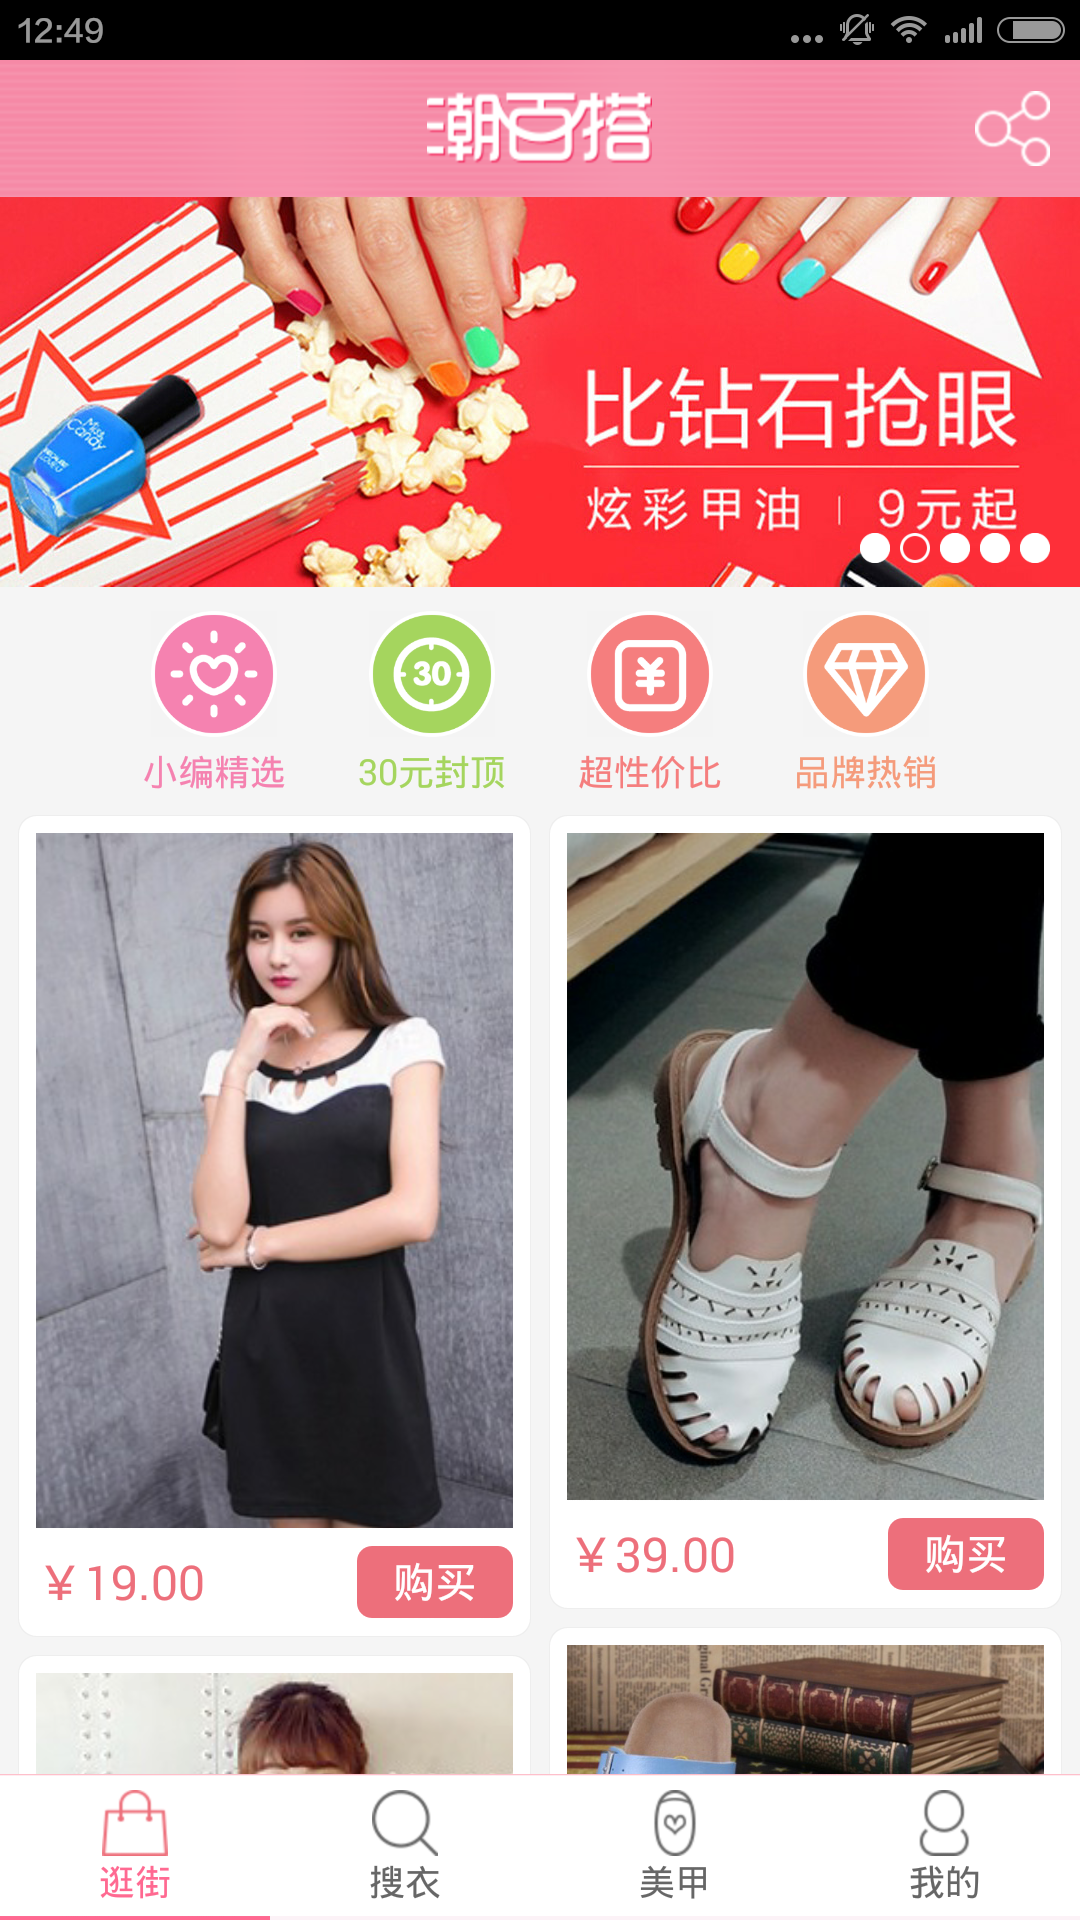 12:49
潮百搭
Miss Candy
比钻石抢眼
炫彩甲油 | 9元起
30
¥
小编精选
30元封顶
超性价比
品牌热销
¥ 19.00
购买
¥ 39.00
购买
逛街
搜衣
美甲
我的